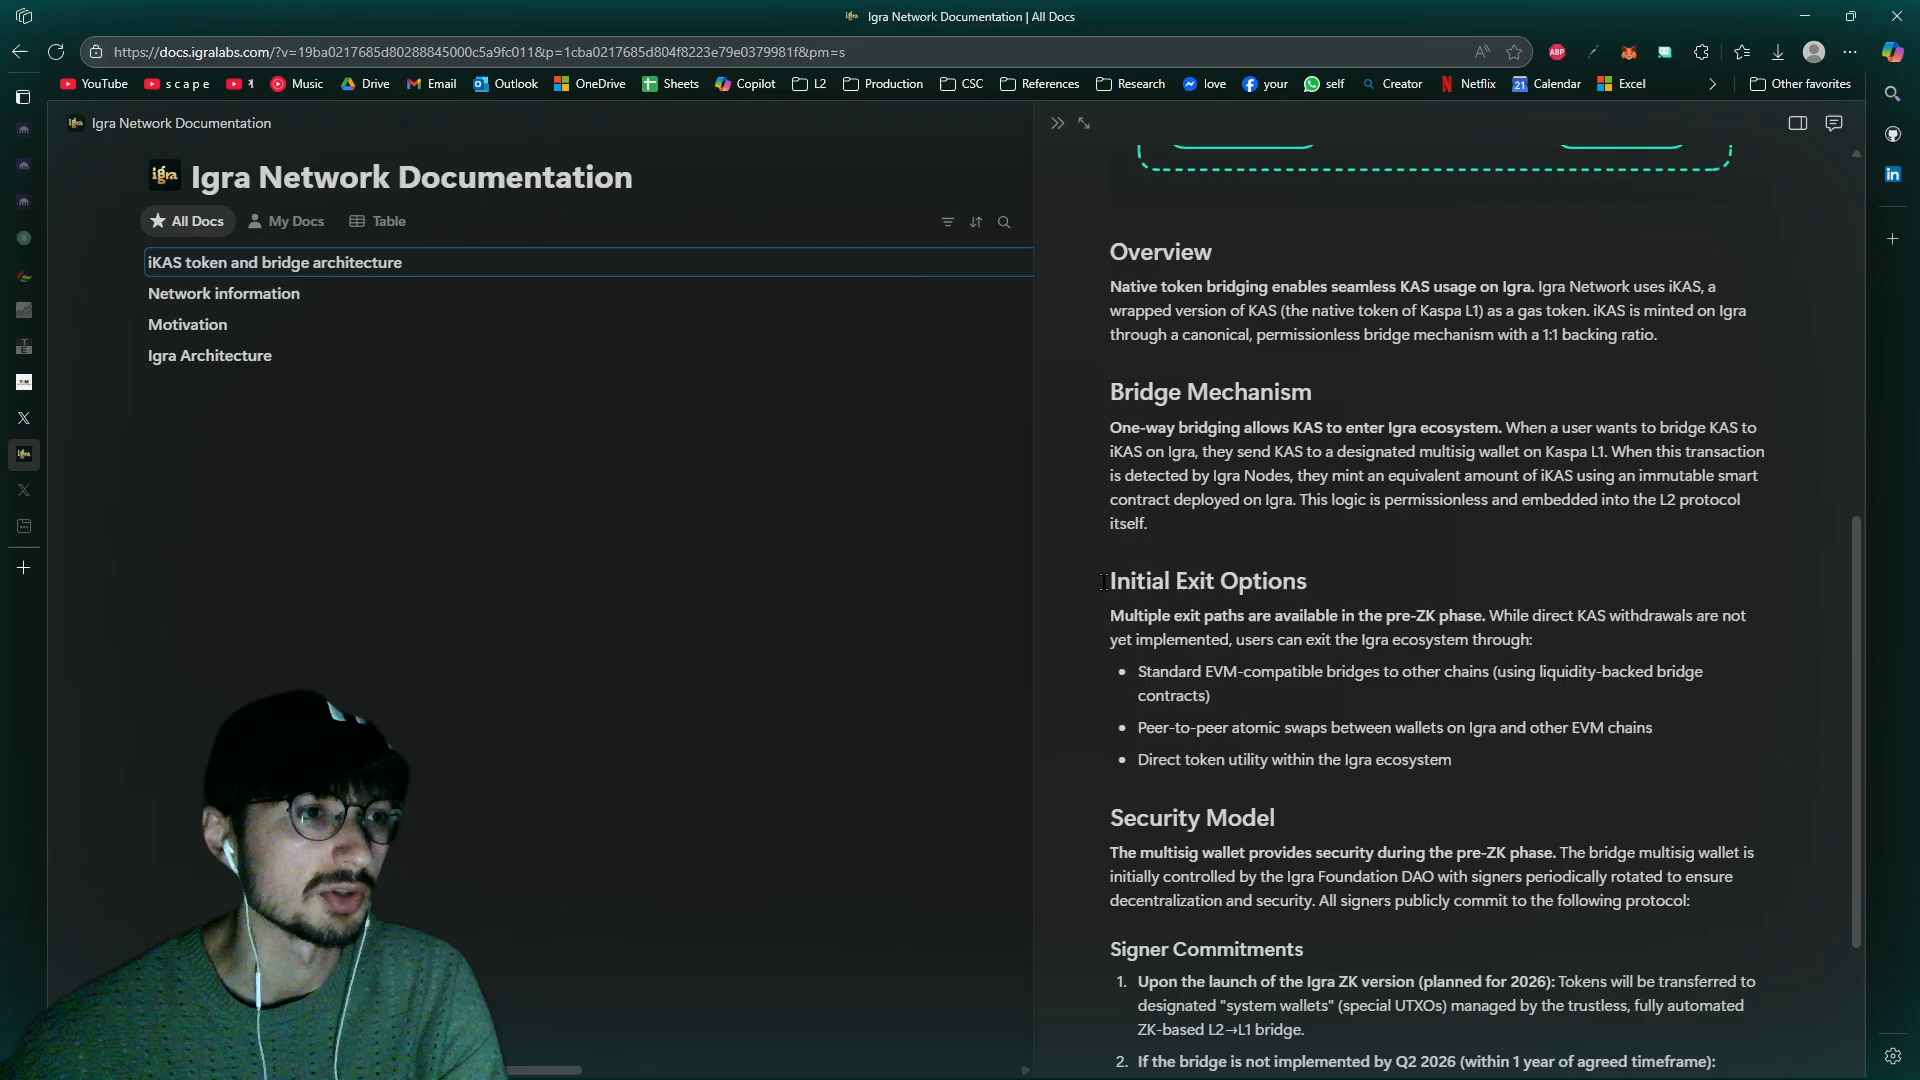 Igra Network Documentation | All Docs
https://docs.igralabs.com/?v=19ba0217685d80288845000c5a9fc011&p=1cba0217685d804f8223e79e0379981f&pm=s
YouTube
s c a p e
Music
Drive
Email
Outlook
OneDrive
Sheets
Copilot
L2
Production
CSC
References
Research
love
your
self
Creator
Netflix
Calendar
Excel
Other favorites
Igra Network Documentation
igra
Igra Network Documentation
All Docs
My Docs
Table
iKAS token and bridge architecture
Network information
Motivation
Igra Architecture
Overview
Native token bridging enables seamless KAS usage on Igra. Igra Network uses iKAS, a
wrapped version of KAS (the native token of Kaspa L1) as a gas token. iKAS is minted on Igra
through a canonical, permissionless bridge mechanism with a 1:1 backing ratio.
Bridge Mechanism
One-way bridging allows KAS to enter Igra ecosystem. When a user wants to bridge KAS to
iKAS on Igra, they send KAS to a designated multisig wallet on Kaspa L1. When this transaction
is detected by Igra Nodes, they mint an equivalent amount of iKAS using an immutable smart
contract deployed on Igra. This logic is permissionless and embedded into the L2 protocol
itself.
Initial Exit Options
Multiple exit paths are available in the pre-ZK phase. While direct KAS withdrawals are not
yet implemented, users can exit the Igra ecosystem through:
• Standard EVM-compatible bridges to other chains (using liquidity-backed bridge
contracts)
• Peer-to-peer atomic swaps between wallets on Igra and other EVM chains
• Direct token utility within the Igra ecosystem
Security Model
The multisig wallet provides security during the pre-ZK phase. The bridge multisig wallet is
initially controlled by the Igra Foundation DAO with signers periodically rotated to ensure
decentralization and security. All signers publicly commit to the following protocol:
Signer Commitments
1. Upon the launch of the Igra ZK version (planned for 2026): Tokens will be transferred to
designated "system wallets" (special UTXOs) managed by the trustless, fully automated
ZK-based L2→L1 bridge.
2. If the bridge is not implemented by Q2 2026 (within 1 year of agreed timeframe):